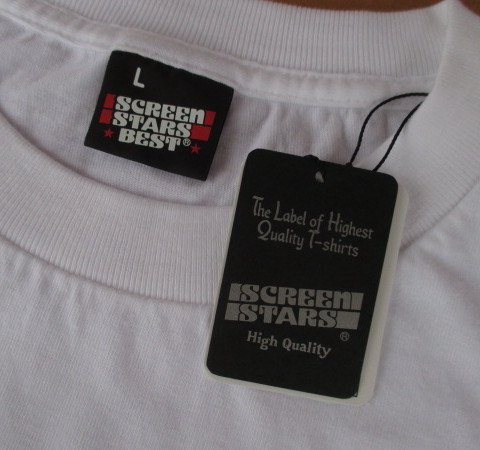 L
SCREEN
STARS
BEST®
The Label of Highest
Quality T-shirts
SCREEN
STARS
®
High Quality